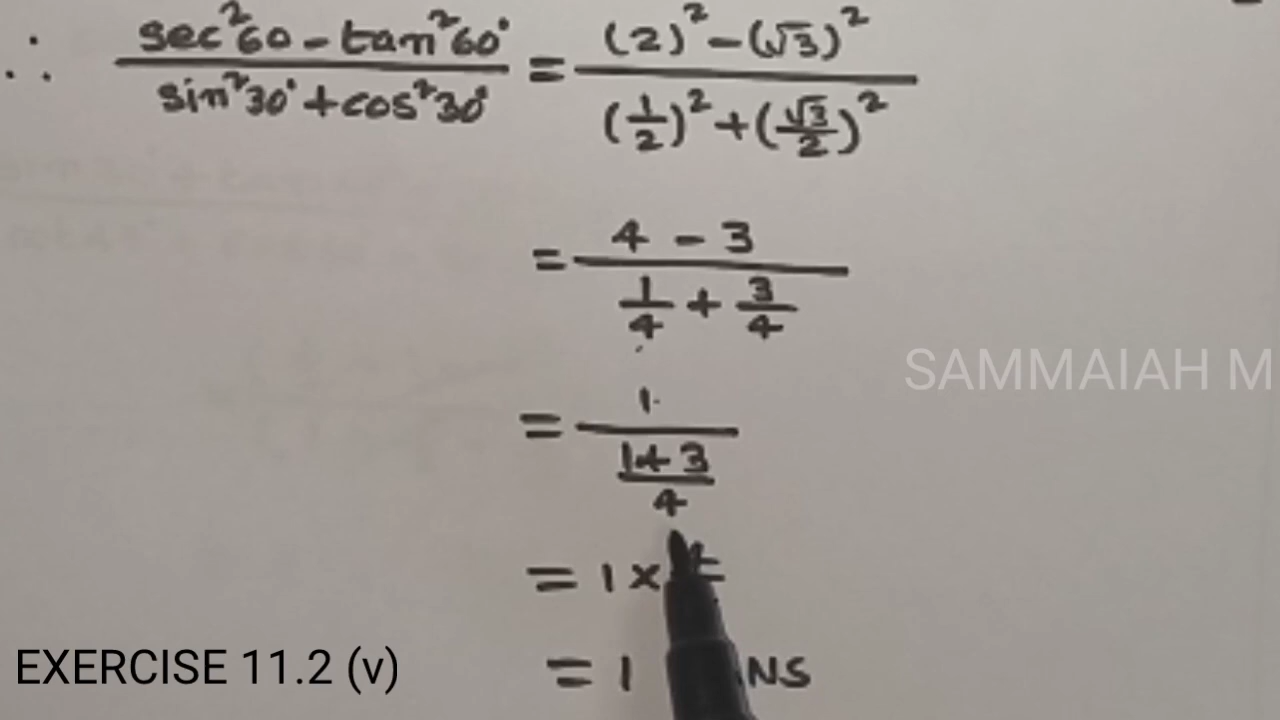 ∴ sec²60 - tan²60° / sin²30° + cos²30° = (2)² - (√3)² / (1/2)² + (√3/2)²
= 4 - 3 / 1/4 + 3/4
= 1 / 1+3/4
SAMMAIAH M
= 1 ×
= 1
EXERCISE 11.2 (v)